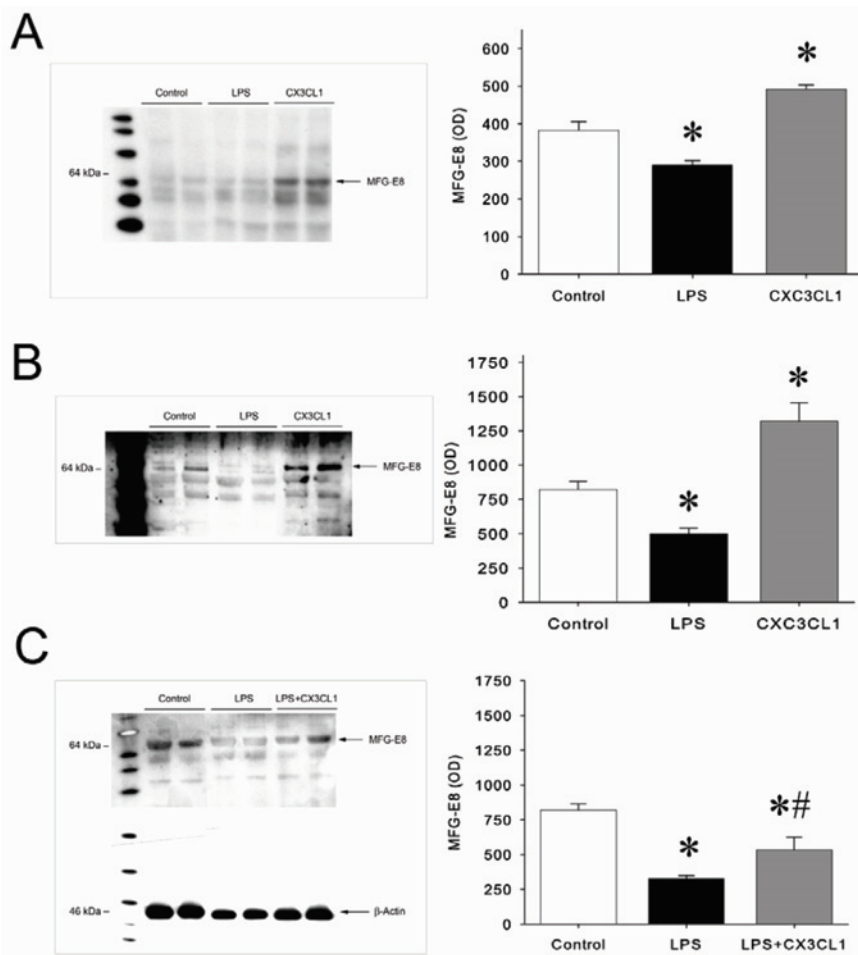 A
Control LPS CX3CL1
64 kDa
MFG-E8
MFG-E8 (OD)
600
500
400
300
200
100
0
*
*
Control LPS CXC3CL1
B
Control LPS CX3CL1
64 kDa
MFG-E8
MFG-E8 (OD)
1750
1500
1250
1000
750
500
250
0
*
*
Control LPS CXC3CL1
C
Control LPS LPS+CX3CL1
64 kDa
MFG-E8
46 kDa
β-Actin
MFG-E8 (OD)
1750
1500
1250
1000
750
500
250
0
*
*#
Control LPS LPS+CX3CL1